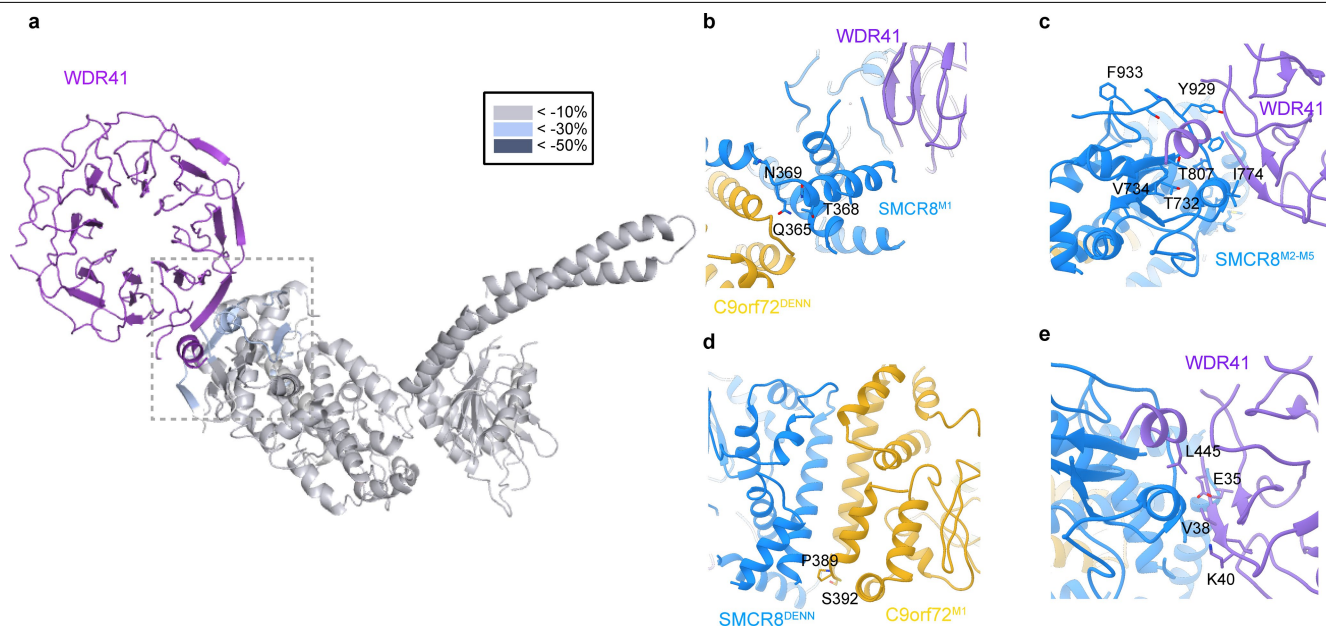 a
WDR41
< -10%
< -30%
< -50%
b
WDR41
N369
T368
SMCR8M1
Q365
C9orf72DENN
c
F933
Y929
WDR41
T807
I774
V734
T732
SMCR8M2-M5
d
P389
S392
SMCR8DENN
C9orf72M1
e
WDR41
L445
E35
V38
K40